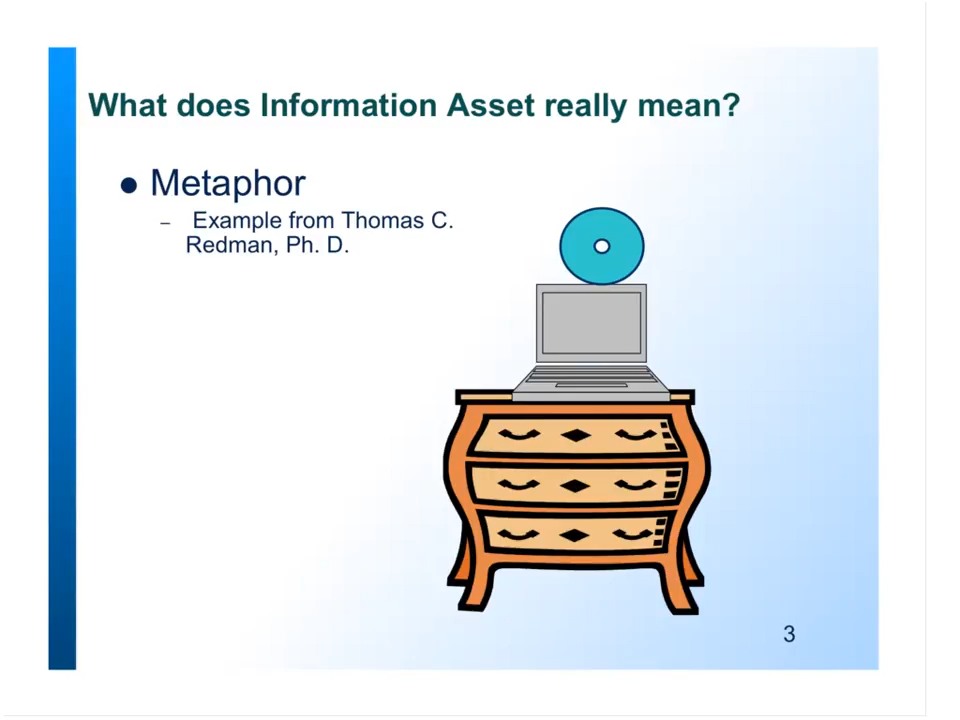 What does Information Asset really mean?
● Metaphor
– Example from Thomas C.
Redman, Ph. D.
3